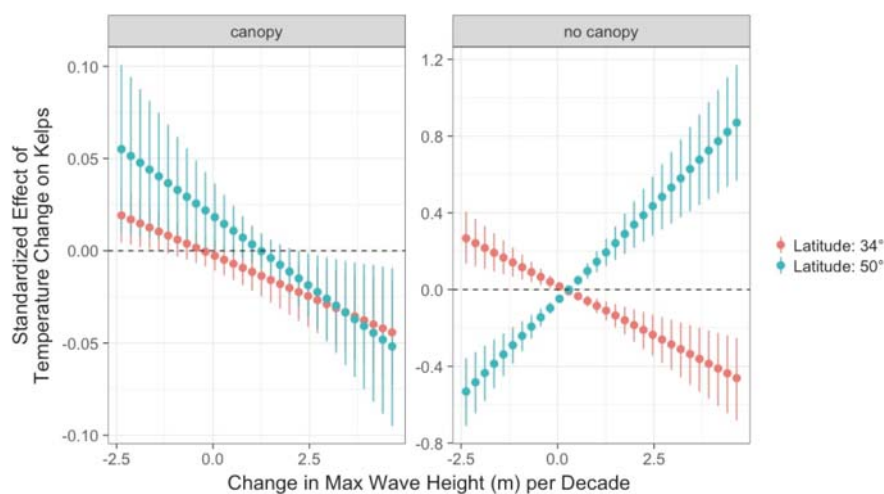 canopy
no canopy
Standardized Effect of
Temperature Change on Kelps
0.10
0.05
0.00
-0.05
-0.10
-2.5
0.0
2.5
1.2
0.8
0.4
0.0
-0.4
-0.8
-2.5
0.0
2.5
Change in Max Wave Height (m) per Decade
Latitude: 34°
Latitude: 50°